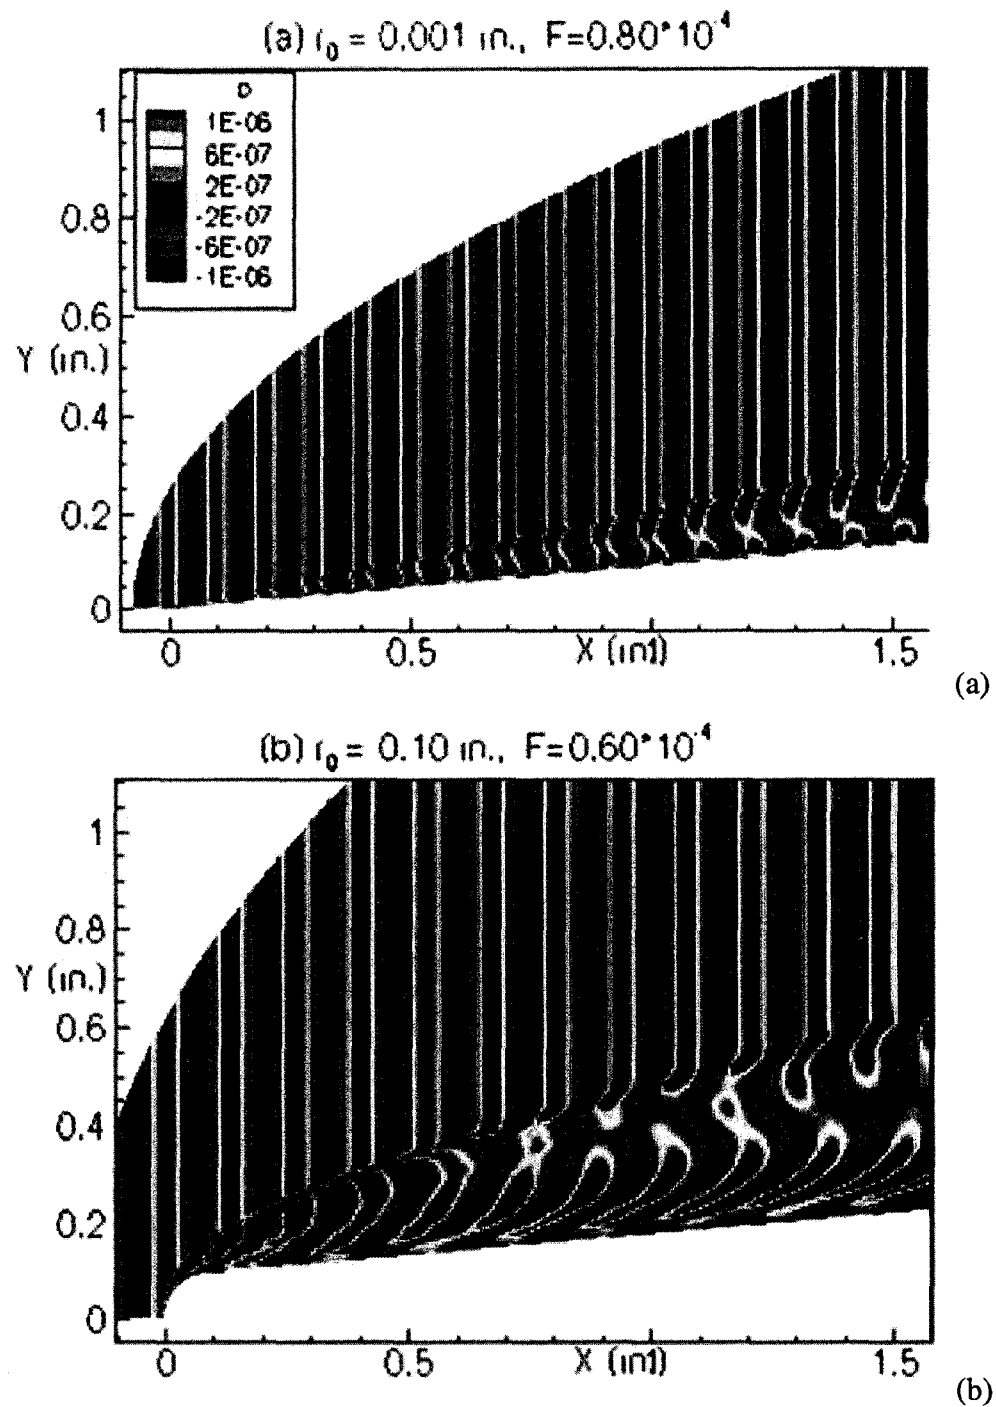 (a) r₀ = 0.001 in., F=0.80*10⁻⁴
p
1E-06
6E-07
2E-07
-2E-07
-6E-07
-1E-06
1
0.8
0.6
Y (in.)
0.4
0.2
0
0 0.5 1 1.5
X (in)
(a)
(b) r₀ = 0.10 in., F=0.60*10⁻⁴
1
0.8
Y (in.)
0.6
0.4
0.2
0
0 0.5 1 1.5
X (in)
(b)